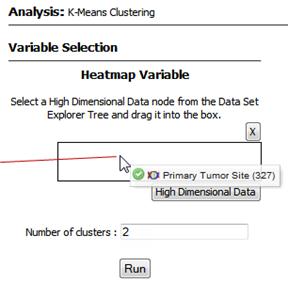 Analysis: K-Means Clustering
Variable Selection
Heatmap Variable
Select a High Dimensional Data node from the Data Set
Explorer Tree and drag it into the box.
X
Primary Tumor Site (327)
High Dimensional Data
Number of clusters : 2
Run